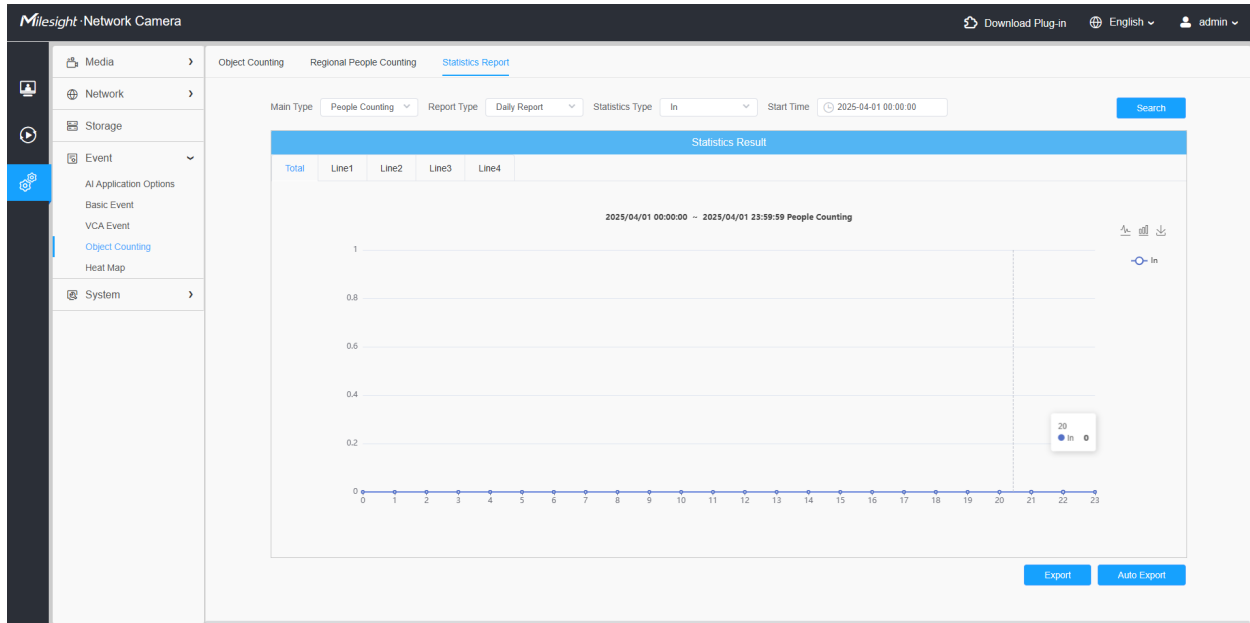 Milesight · Network Camera
Download Plug-in English admin
Media
Network
Storage
Event
AI Application Options
Basic Event
VCA Event
Object Counting
Heat Map
System
Object Counting Regional People Counting Statistics Report
Main Type People Counting Report Type Daily Report Statistics Type In Start Time 2025-04-01 00:00:00 Search
Statistics Result
Total Line1 Line2 Line3 Line4
2025/04/01 00:00:00 ~ 2025/04/01 23:59:59 People Counting
In
1
0.8
0.6
0.4
0.2
0
20
In 0
0 1 2 3 4 5 6 7 8 9 10 11 12 13 14 15 16 17 18 19 20 21 22 23
Export Auto Export